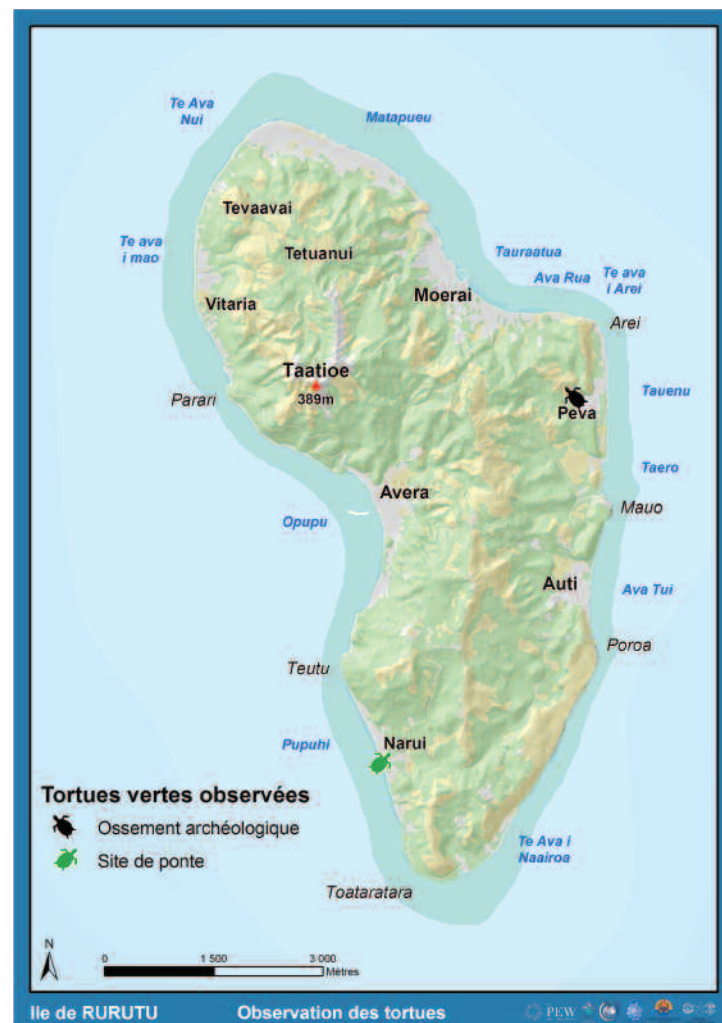 Te Ava
Nui
Matapueu
Tevaavai
Te ava
i mao
Tetuanui
Tauraatua
Ava Rua
Te ava
i Arei
Vitaria
Moerai
Arei
Taatioe
389m
Parari
Peva
Tauenu
Taero
Avera
Mauo
Opupu
Auti
Ava Tui
Poroa
Teutu
Pupuhi
Narui
Tortues vertes observées
Ossement archéologique
Site de ponte
Te Ava i
Naairoa
Toataratara
N
0 1 500 3 000
Mètres
Ile de RURUTU Observation des tortues PEW